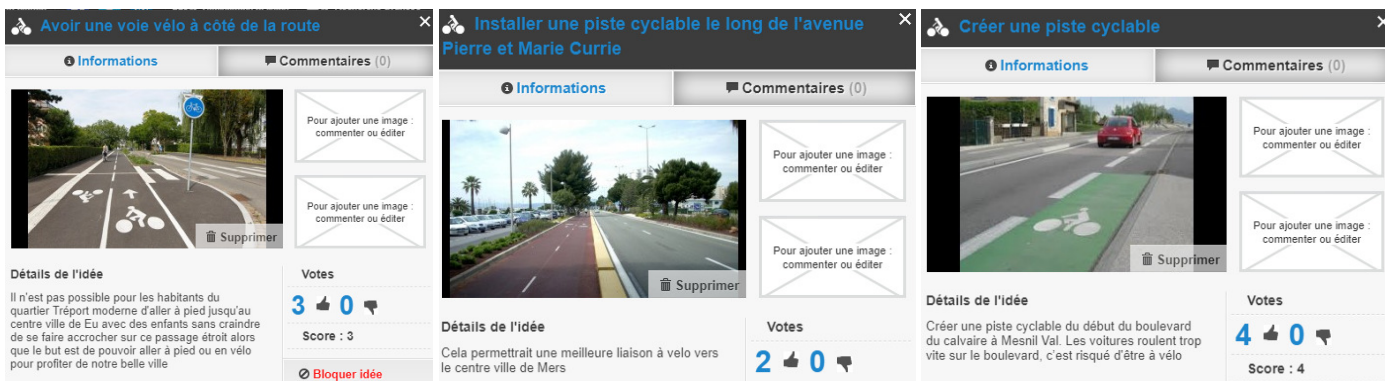 Avoir une voie vélo à côté de la route
Informations
Commentaires (0)
Pour ajouter une image :
commenter ou éditer
Pour ajouter une image :
commenter ou éditer
Supprimer
Détails de l'idée
Il n'est pas possible pour les habitants du
quartier Tréport moderne d'aller à pied jusqu'au
centre ville de Eu avec des enfants sans craindre
de se faire accrocher sur ce passage étroit alors
que le but est de pouvoir aller à pied ou en vélo
pour profiter de notre belle ville
Votes
3 0
Score : 3
Bloquer idée
Installer une piste cyclable le long de l'avenue
Pierre et Marie Currie
Informations
Commentaires (0)
Pour ajouter une image :
commenter ou éditer
Pour ajouter une image :
commenter ou éditer
Supprimer
Détails de l'idée
Cela permettrait une meilleure liaison à velo vers
le centre ville de Mers
Votes
2 0
Créer une piste cyclable
Informations
Commentaires (0)
Pour ajouter une image :
commenter ou éditer
Pour ajouter une image :
commenter ou éditer
Supprimer
Détails de l'idée
Créer une piste cyclable du début du boulevard
du calvaire à Mesnil Val. Les voitures roulent trop
vite sur le boulevard, c'est risqué d'être à vélo
Votes
4 0
Score : 4